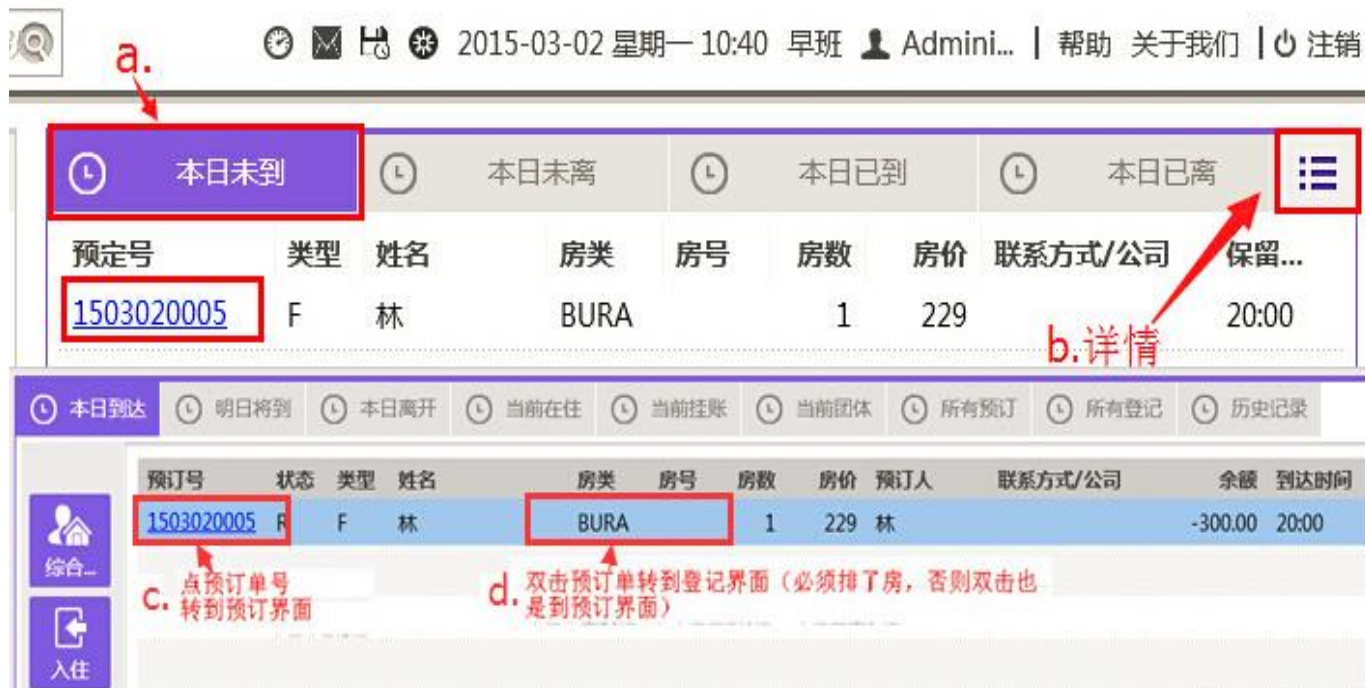 2015-03-02 星期一 10:40 早班 Admini... | 帮助 关于我们 | 注销
a.
本日未到 本日未离 本日已到 本日已离
预定号 类型 姓名 房类 房号 房数 房价 联系方式/公司 保留...
1503020005 F 林 BURA 1 229 20:00
b.详情
本日到达 明日将到 本日离开 当前在住 当前挂账 当前团体 所有预订 所有登记 历史记录
预订号 状态 类型 姓名 房类 房号 房数 房价 预订人 联系方式/公司 余额 到达时间
1503020005 R F 林 BURA 1 229 林 -300.00 20:00
综合...
c. 点预订单号
转到预订界面
d. 双击预订单转到登记界面（必须排了房，否则双击也
是到预订界面）
入住